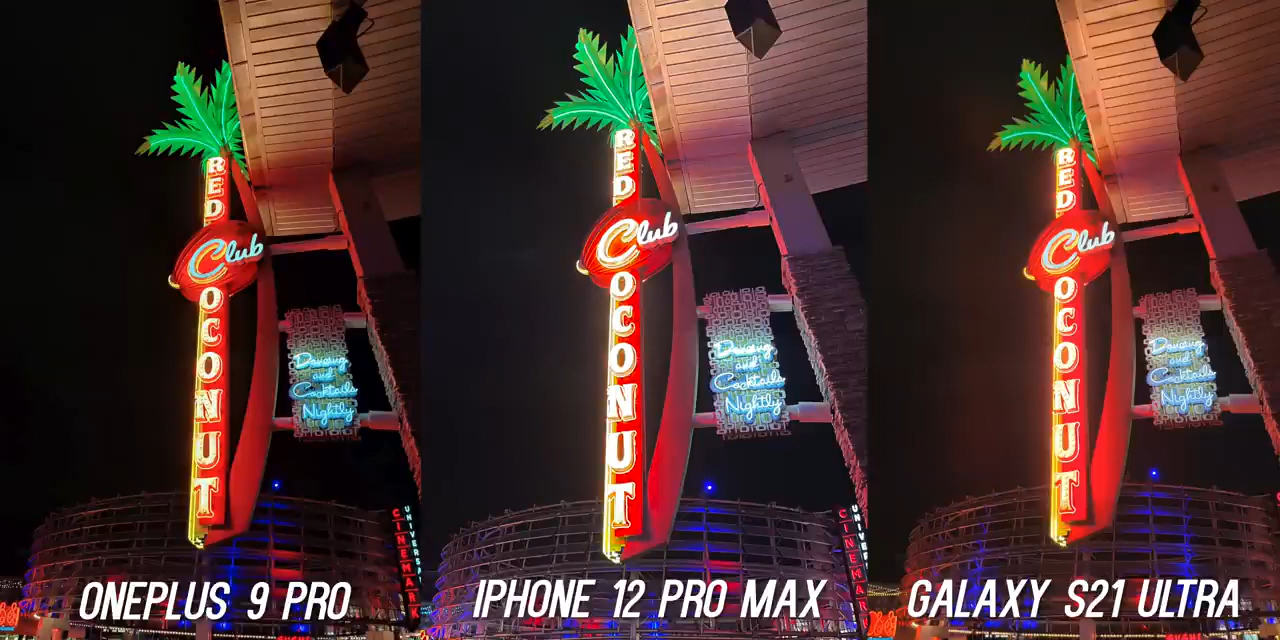 RED
Club
COCONUT
Dancing
and
Cocktails
Nightly
CINEMARK
UNIVERSAL
ONEPLUS 9 PRO
RED
Club
COCONUT
Dancing
and
Cocktails
Nightly
CINEMARK
UNIVERSAL
IPHONE 12 PRO MAX
RED
Club
COCONUT
Dancing
and
Cocktails
Nightly
GALAXY S21 ULTRA